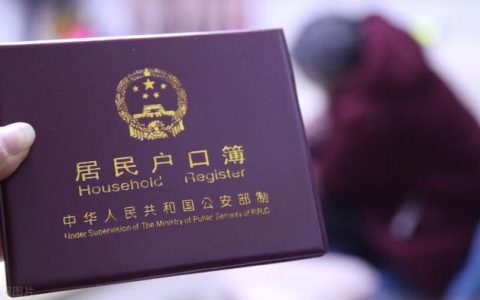 居民户口簿
Household Register
中华人民共和国公安部制
Under Supervision of The Ministry of Public Security of P.R.C